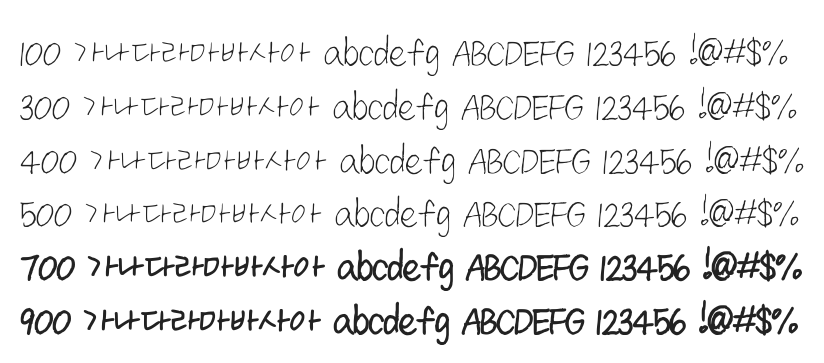 100 가나다라마바사아 abcdefg ABCDEFG 123456 !@#$%
300 가나다라마바사아 abcdefg ABCDEFG 123456 !@#$%
400 가나다라마바사아 abcdefg ABCDEFG 123456 !@#$%
500 가나다라마바사아 abcdefg ABCDEFG 123456 !@#$%
700 가나다라마바사아 abcdefg ABCDEFG 123456 !@#$%
900 가나다라마바사아 abcdefg ABCDEFG 123456 !@#$%